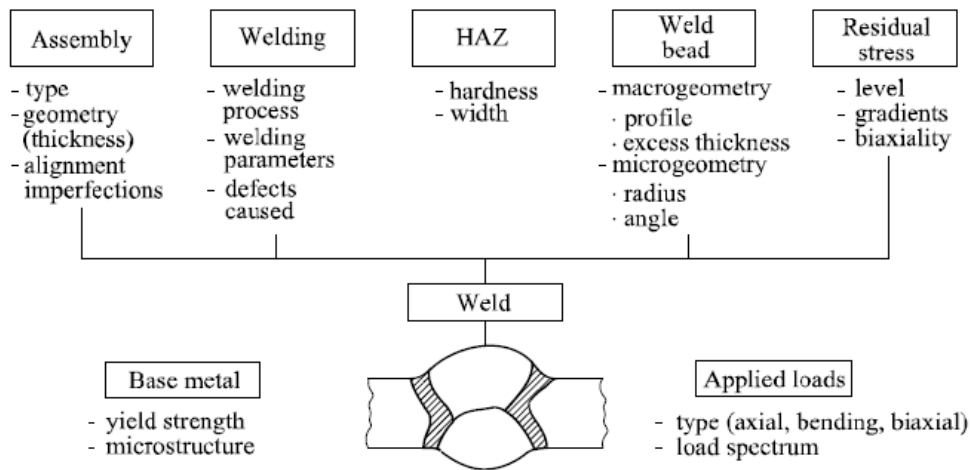 Assembly
- type
- geometry
(thickness)
- alignment
imperfections
Welding
- welding
process
- welding
parameters
- defects
caused
HAZ
- hardness
- width
Weld
bead
- macrogeometry
· profile
· excess thickness
- microgeometry
· radius
· angle
Residual
stress
- level
- gradients
- biaxiality
Weld
Base metal
- yield strength
- microstructure
Applied loads
- type (axial, bending, biaxial)
- load spectrum